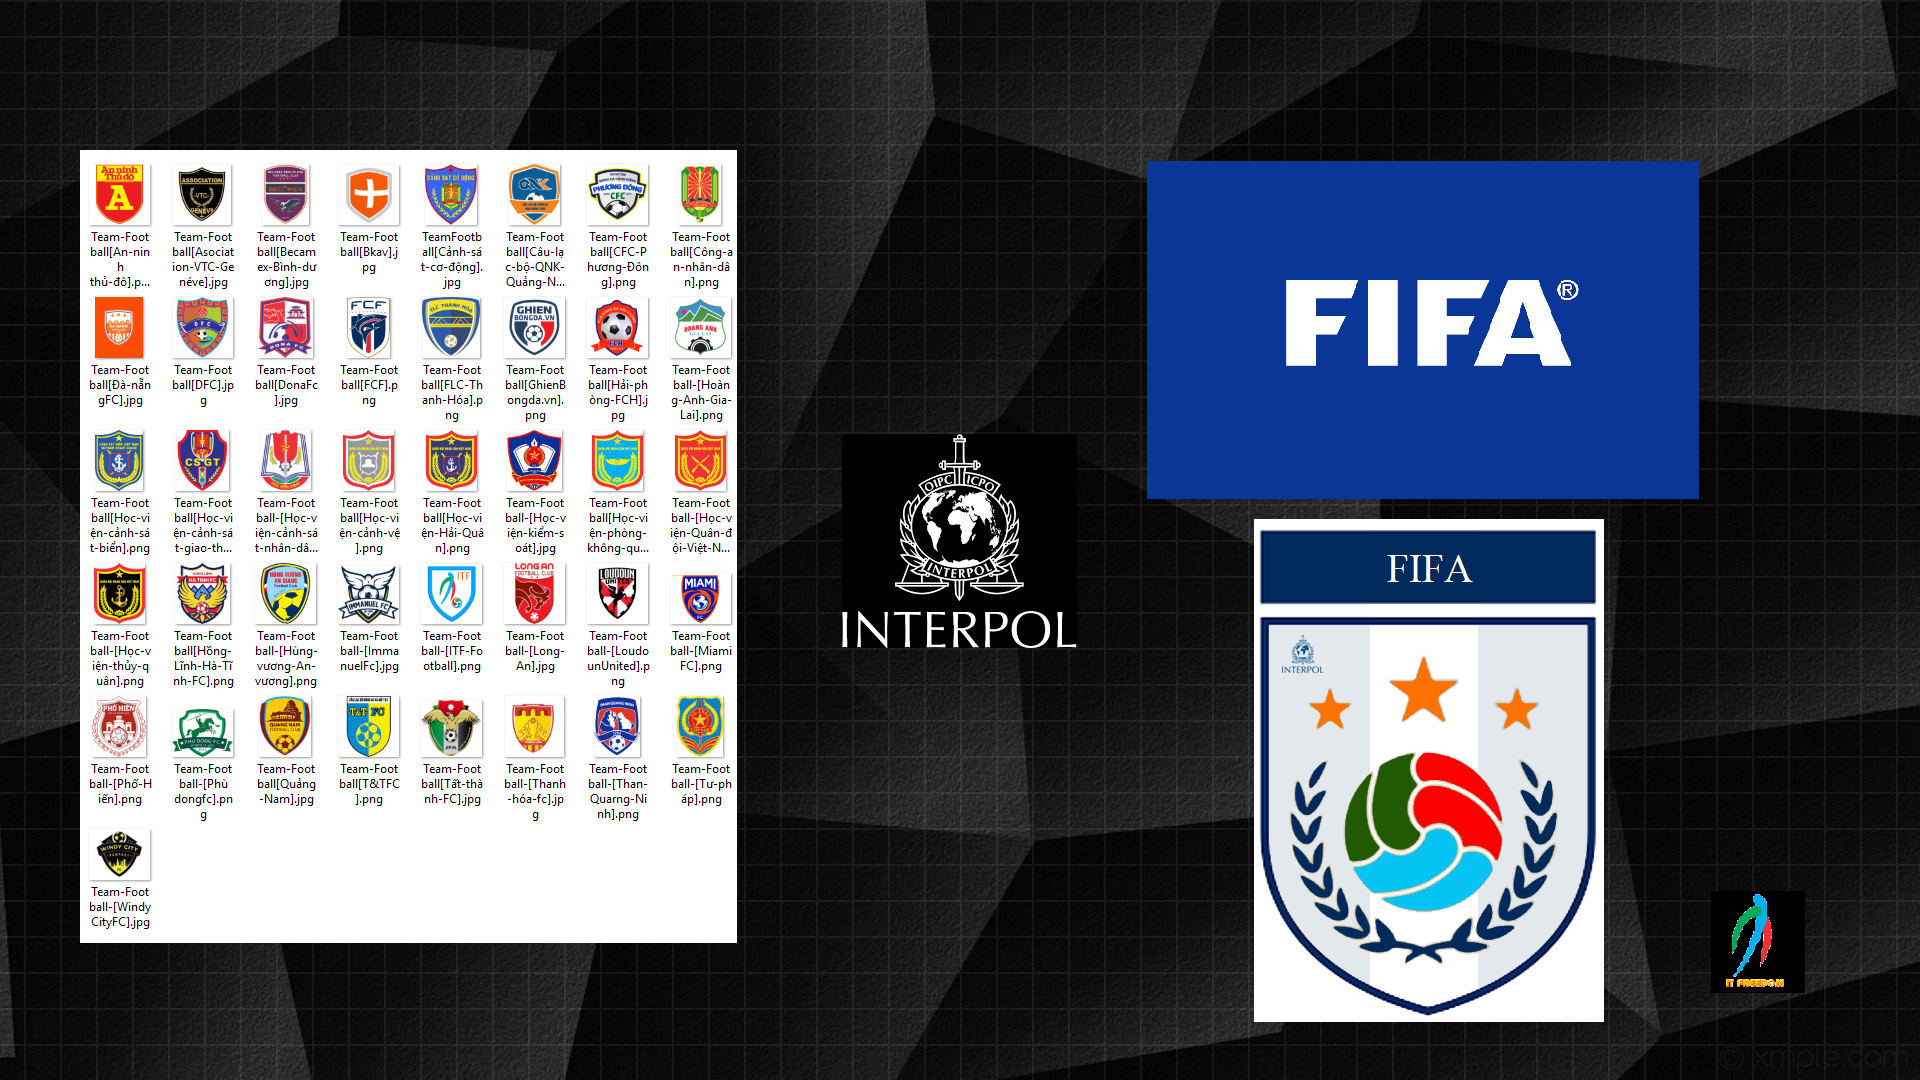 Team-Foot
ball[An-nin
h
thủ-đô].p...
Team-Foot
ball[Asociat
ion-VTC-Ge
néve].jpg
Team-Foot
ball[Becam
ex-Bình-dư
ơng].jpg
Team-Foot
ball[Bkav].j
pg
TeamFootb
all[Cảnh-sá
t-cơ-động].
jpg
Team-Foot
ball[Câu-lạ
c-bộ-QNK-
Quảng-N...
Team-Foot
ball[CFC-P
hương-Đôn
g].png
Team-Foot
ball[Công-a
n-nhân-dâ
n].png
Team-Foot
ball[Đà-nẵn
gFC].jpg
Team-Foot
ball[DFC].jp
g
Team-Foot
ball[DonaFc
].jpg
Team-Foot
ball[FCF].p
ng
Team-Foot
ball[FLC-Th
anh-Hóa].p
ng
Team-Foot
ball[GhienB
ongda.vn].
png
Team-Foot
ball[Hải-ph
òng-FCH].j
pg
Team-Foot
ball-[Hoàn
g-Anh-Gia-
Lai].png
Team-Foot
ball[Học-vi
ện-cảnh-sá
t-biển].png
Team-Foot
ball[Học-vi
ện-cảnh-sá
t-giao-th...
Team-Foot
ball-[Học-v
iện-cảnh-sá
t-nhân-dâ...
Team-Foot
ball[Học-vi
ện-cảnh-vệ
].png
Team-Foot
ball[Học-vi
ện-Hải-Quâ
n].png
Team-Foot
ball-[Học-v
iện-kiểm-s
oát].jpg
Team-Foot
ball[Học-vi
ện-phòng-
không-qu...
Team-Foot
ball-[Học-v
iện-Quân-đ
ội-Việt-N...
Team-Foot
ball-[Học-v
iện-thủy-q
uân].png
Team-Foot
ball[Hồng-
Lĩnh-Hà-Tĩ
nh-FC].png
Team-Foot
ball-[Hùng-
vương-An-
vương].png
Team-Foot
ball-[Imma
nuelFc].jpg
Team-Foot
ball-[ITF-Fo
otball].png
Team-Foot
ball-[Long-
An].jpg
Team-Foot
ball-[Loudo
unUnited].p
ng
Team-Foot
ball-[Miami
FC].png
Team-Foot
ball-[Phố-H
iến].png
Team-Foot
ball-[Phù
dongfc].pn
g
Team-Foot
ball[Quảng
-Nam].jpg
Team-Foot
ball[T&TFC
].png
Team-Foot
ball[Tất-thà
nh-FC].jpg
Team-Foot
ball-[Thanh
-hóa-fc].jp
g
Team-Foot
ball-[Than-
Quarng-Ni
nh].png
Team-Foot
ball-[Tư-ph
áp].png
Team-Foot
ball-[Windy
CityFC].jpg
OIPC ICPO
INTERPOL
INTERPOL
FIFA®
FIFA
INTERPOL
IT FREEDOM
© xmple.com